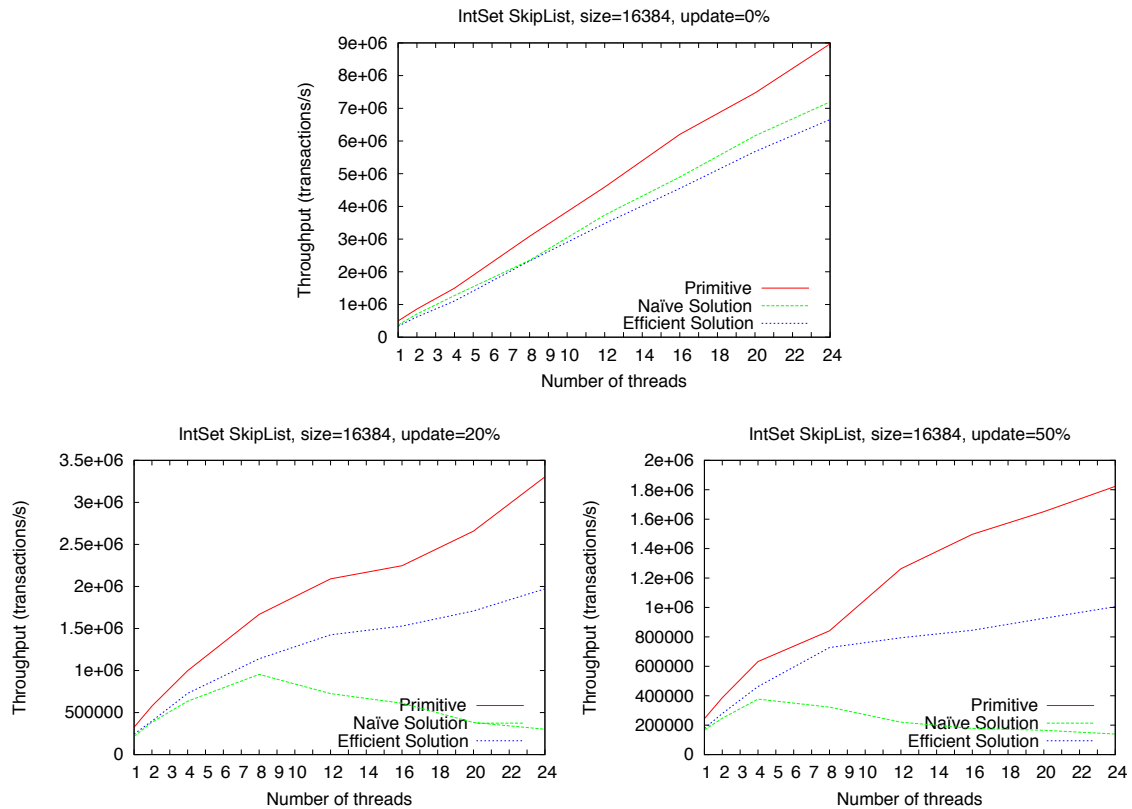 IntSet SkipList, size=16384, update=0%
9e+06
8e+06
7e+06
6e+06
5e+06
4e+06
3e+06
2e+06
1e+06
0
Throughput (transactions/s)
Primitive
Naïve Solution
Efficient Solution
1 2 3 4 5 6 7 8 9 10 12 14 16 18 20 22 24
Number of threads
IntSet SkipList, size=16384, update=20%
3.5e+06
3e+06
2.5e+06
2e+06
1.5e+06
1e+06
500000
0
Throughput (transactions/s)
Primitive
Naïve Solution
Efficient Solution
1 2 3 4 5 6 7 8 9 10 12 14 16 18 20 22 24
Number of threads
IntSet SkipList, size=16384, update=50%
2e+06
1.8e+06
1.6e+06
1.4e+06
1.2e+06
1e+06
800000
600000
400000
200000
0
Throughput (transactions/s)
Primitive
Naïve Solution
Efficient Solution
1 2 3 4 5 6 7 8 9 10 12 14 16 18 20 22 24
Number of threads